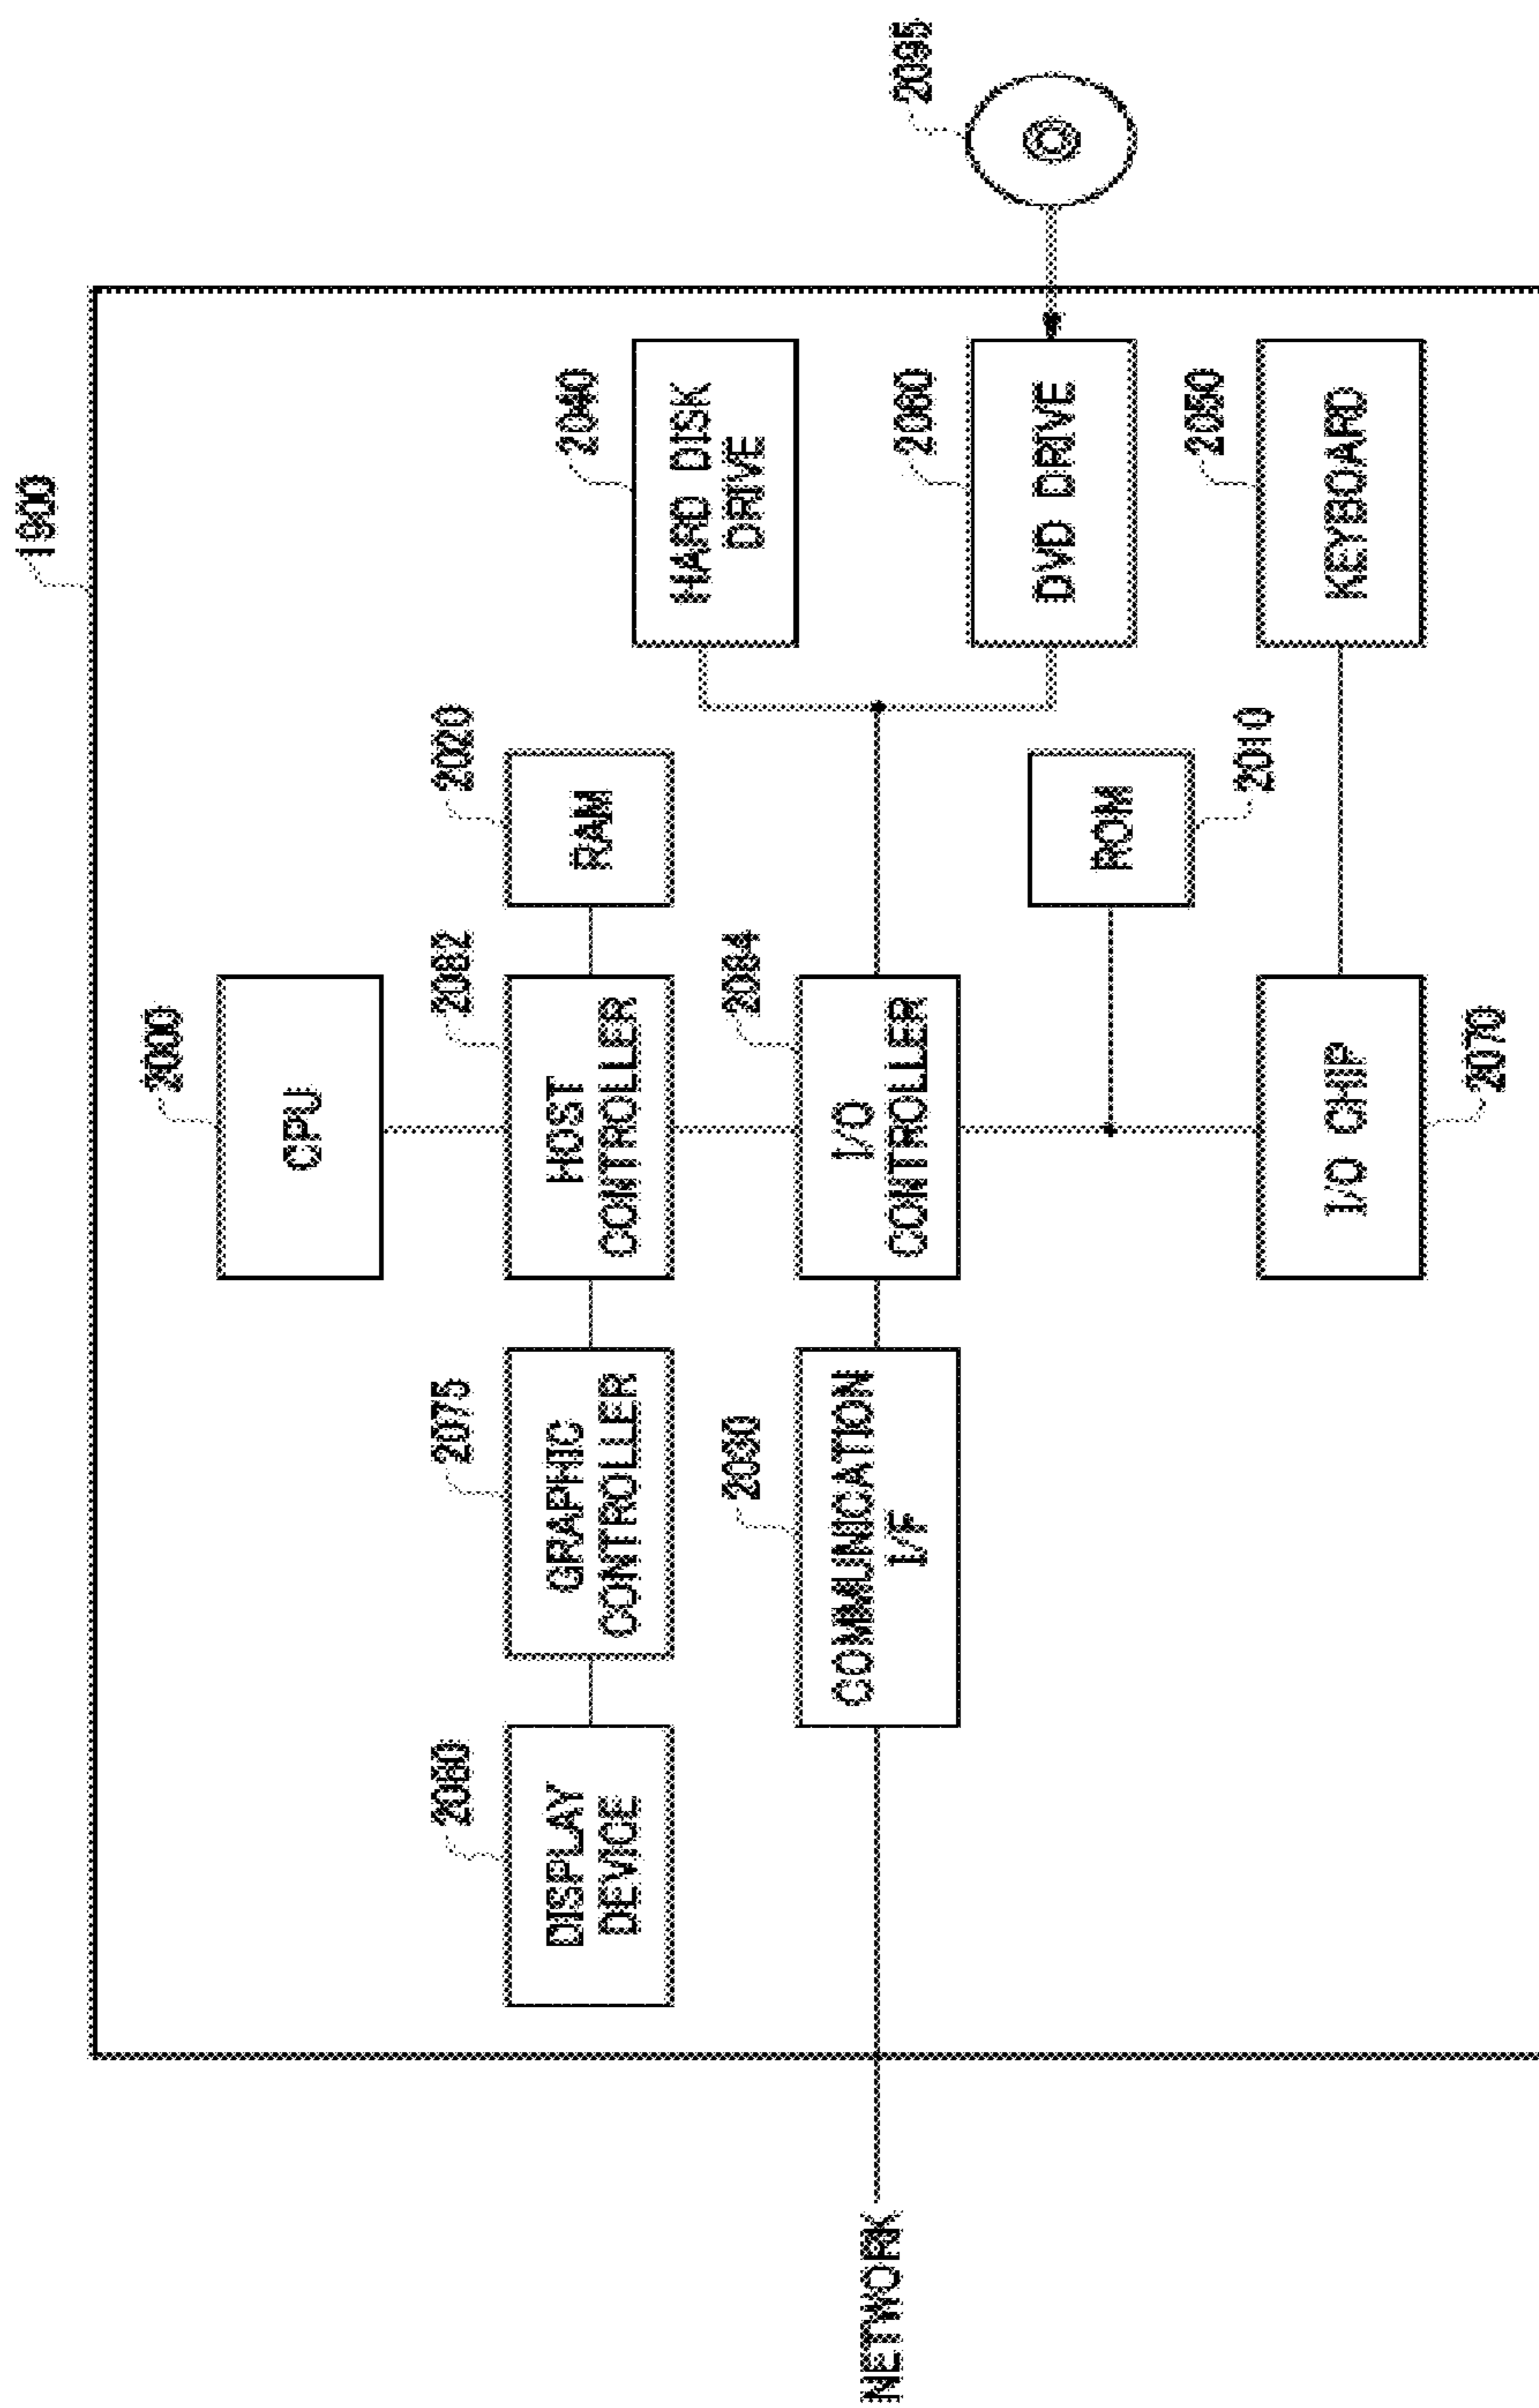 1900
2000
CPU
2080
DISPLAY
DEVICE
2075
GRAPHIC
CONTROLLER
2082
HOST
CONTROLLER
2020
RAM
2040
HARD DISK
DRIVE
NETWORK
2030
COMMUNICATION
I/F
2084
I/O
CONTROLLER
2060
DVD DRIVE
2095
ROM
2010
I/O CHIP
2070
2050
KEYBOARD